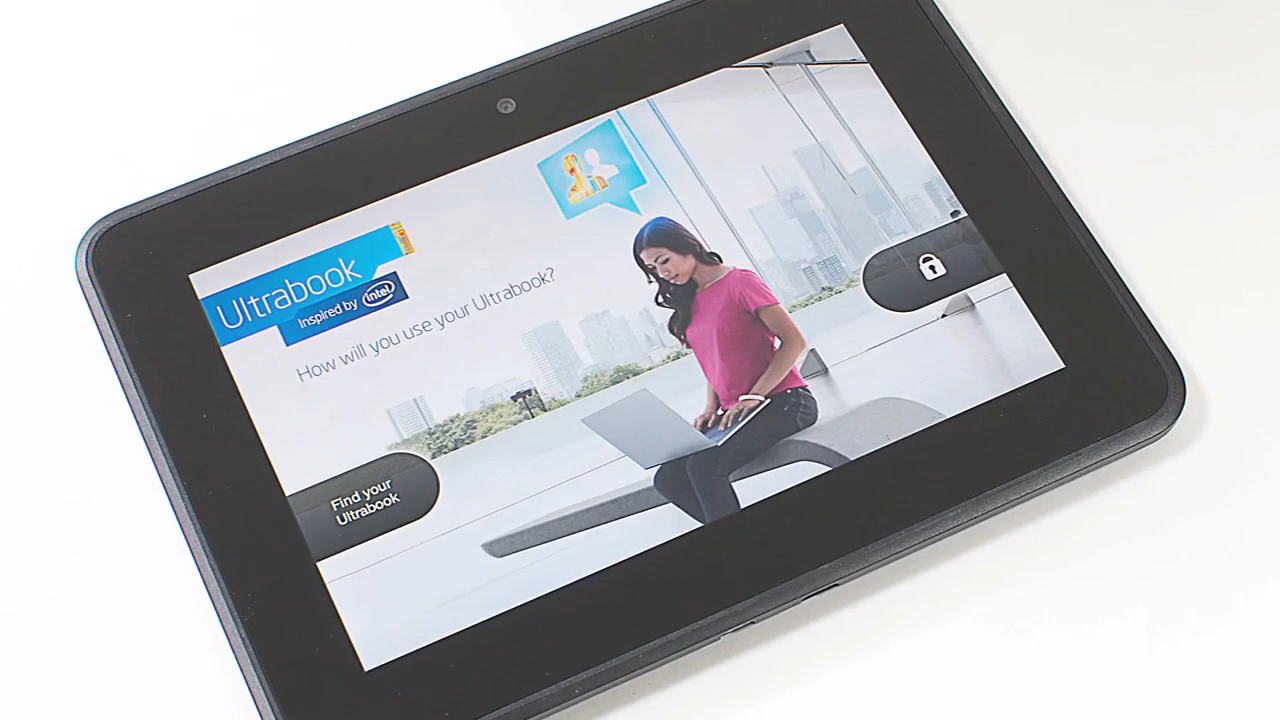 Ultrabook
Inspired by intel
How will you use your Ultrabook?
Find your
Ultrabook